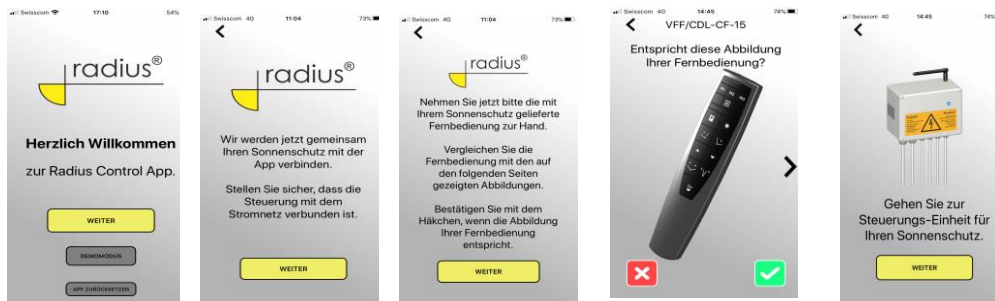 Swisscom
17:10
54%
radius®
Herzlich Willkommen
zur Radius Control App.
WEITER
DEMOMODUS
APP ZURÜCKSETZEN
Swisscom 4G
11:04
73%
radius®
Wir werden jetzt gemeinsam
Ihren Sonnenschutz mit der
App verbinden.
Stellen Sie sicher, dass die
Steuerung mit dem
Stromnetz verbunden ist.
WEITER
Swisscom 4G
11:04
73%
radius®
Nehmen Sie jetzt bitte die mit
Ihrem Sonnenschutz gelieferte
Fernbedienung zur Hand.
Vergleichen Sie die
Fernbedienung mit den auf
den folgenden Seiten
gezeigten Abbildungen.
Bestätigen Sie mit dem
Häkchen, wenn die Abbildung
Ihrer Fernbedienung
entspricht.
WEITER
Swisscom 4G
14:45
74%
VFF/CDL-CF-15
Entspricht diese Abbildung
Ihrer Fernbedienung?
Swisscom 4G
14:45
74%
Gehen Sie zur
Steuerungs-Einheit für
Ihren Sonnenschutz.
WEITER